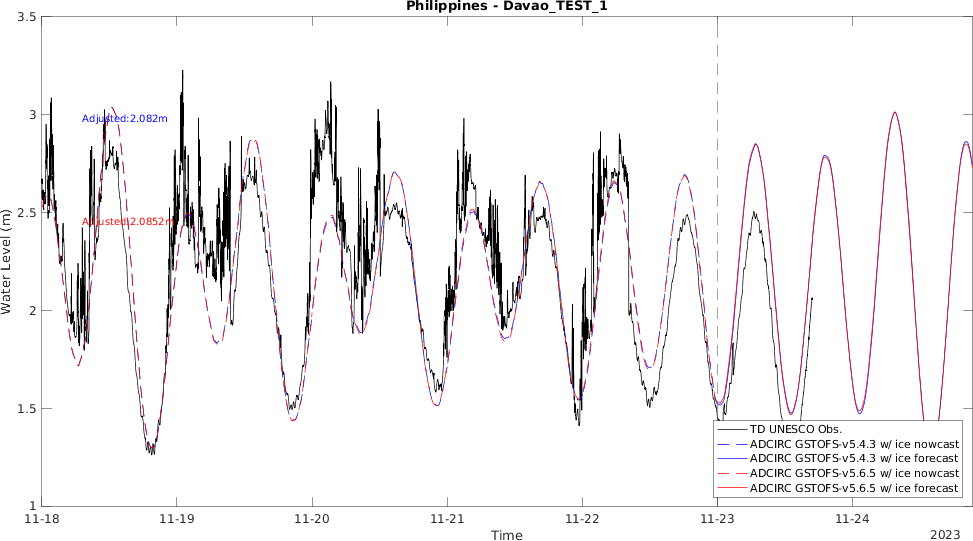 Philippines - Davao_TEST_1
3.5
3
2.5
2
1.5
1
Water Level (m)
Adjusted:2.082m
Adjusted:2.0852m
TD UNESCO Obs.
ADCIRC GSTOFS-v5.4.3 w/ ice nowcast
ADCIRC GSTOFS-v5.4.3 w/ ice forecast
ADCIRC GSTOFS-v5.6.5 w/ ice nowcast
ADCIRC GSTOFS-v5.6.5 w/ ice forecast
11-18 11-19 11-20 11-21 11-22 11-23 11-24
Time
2023